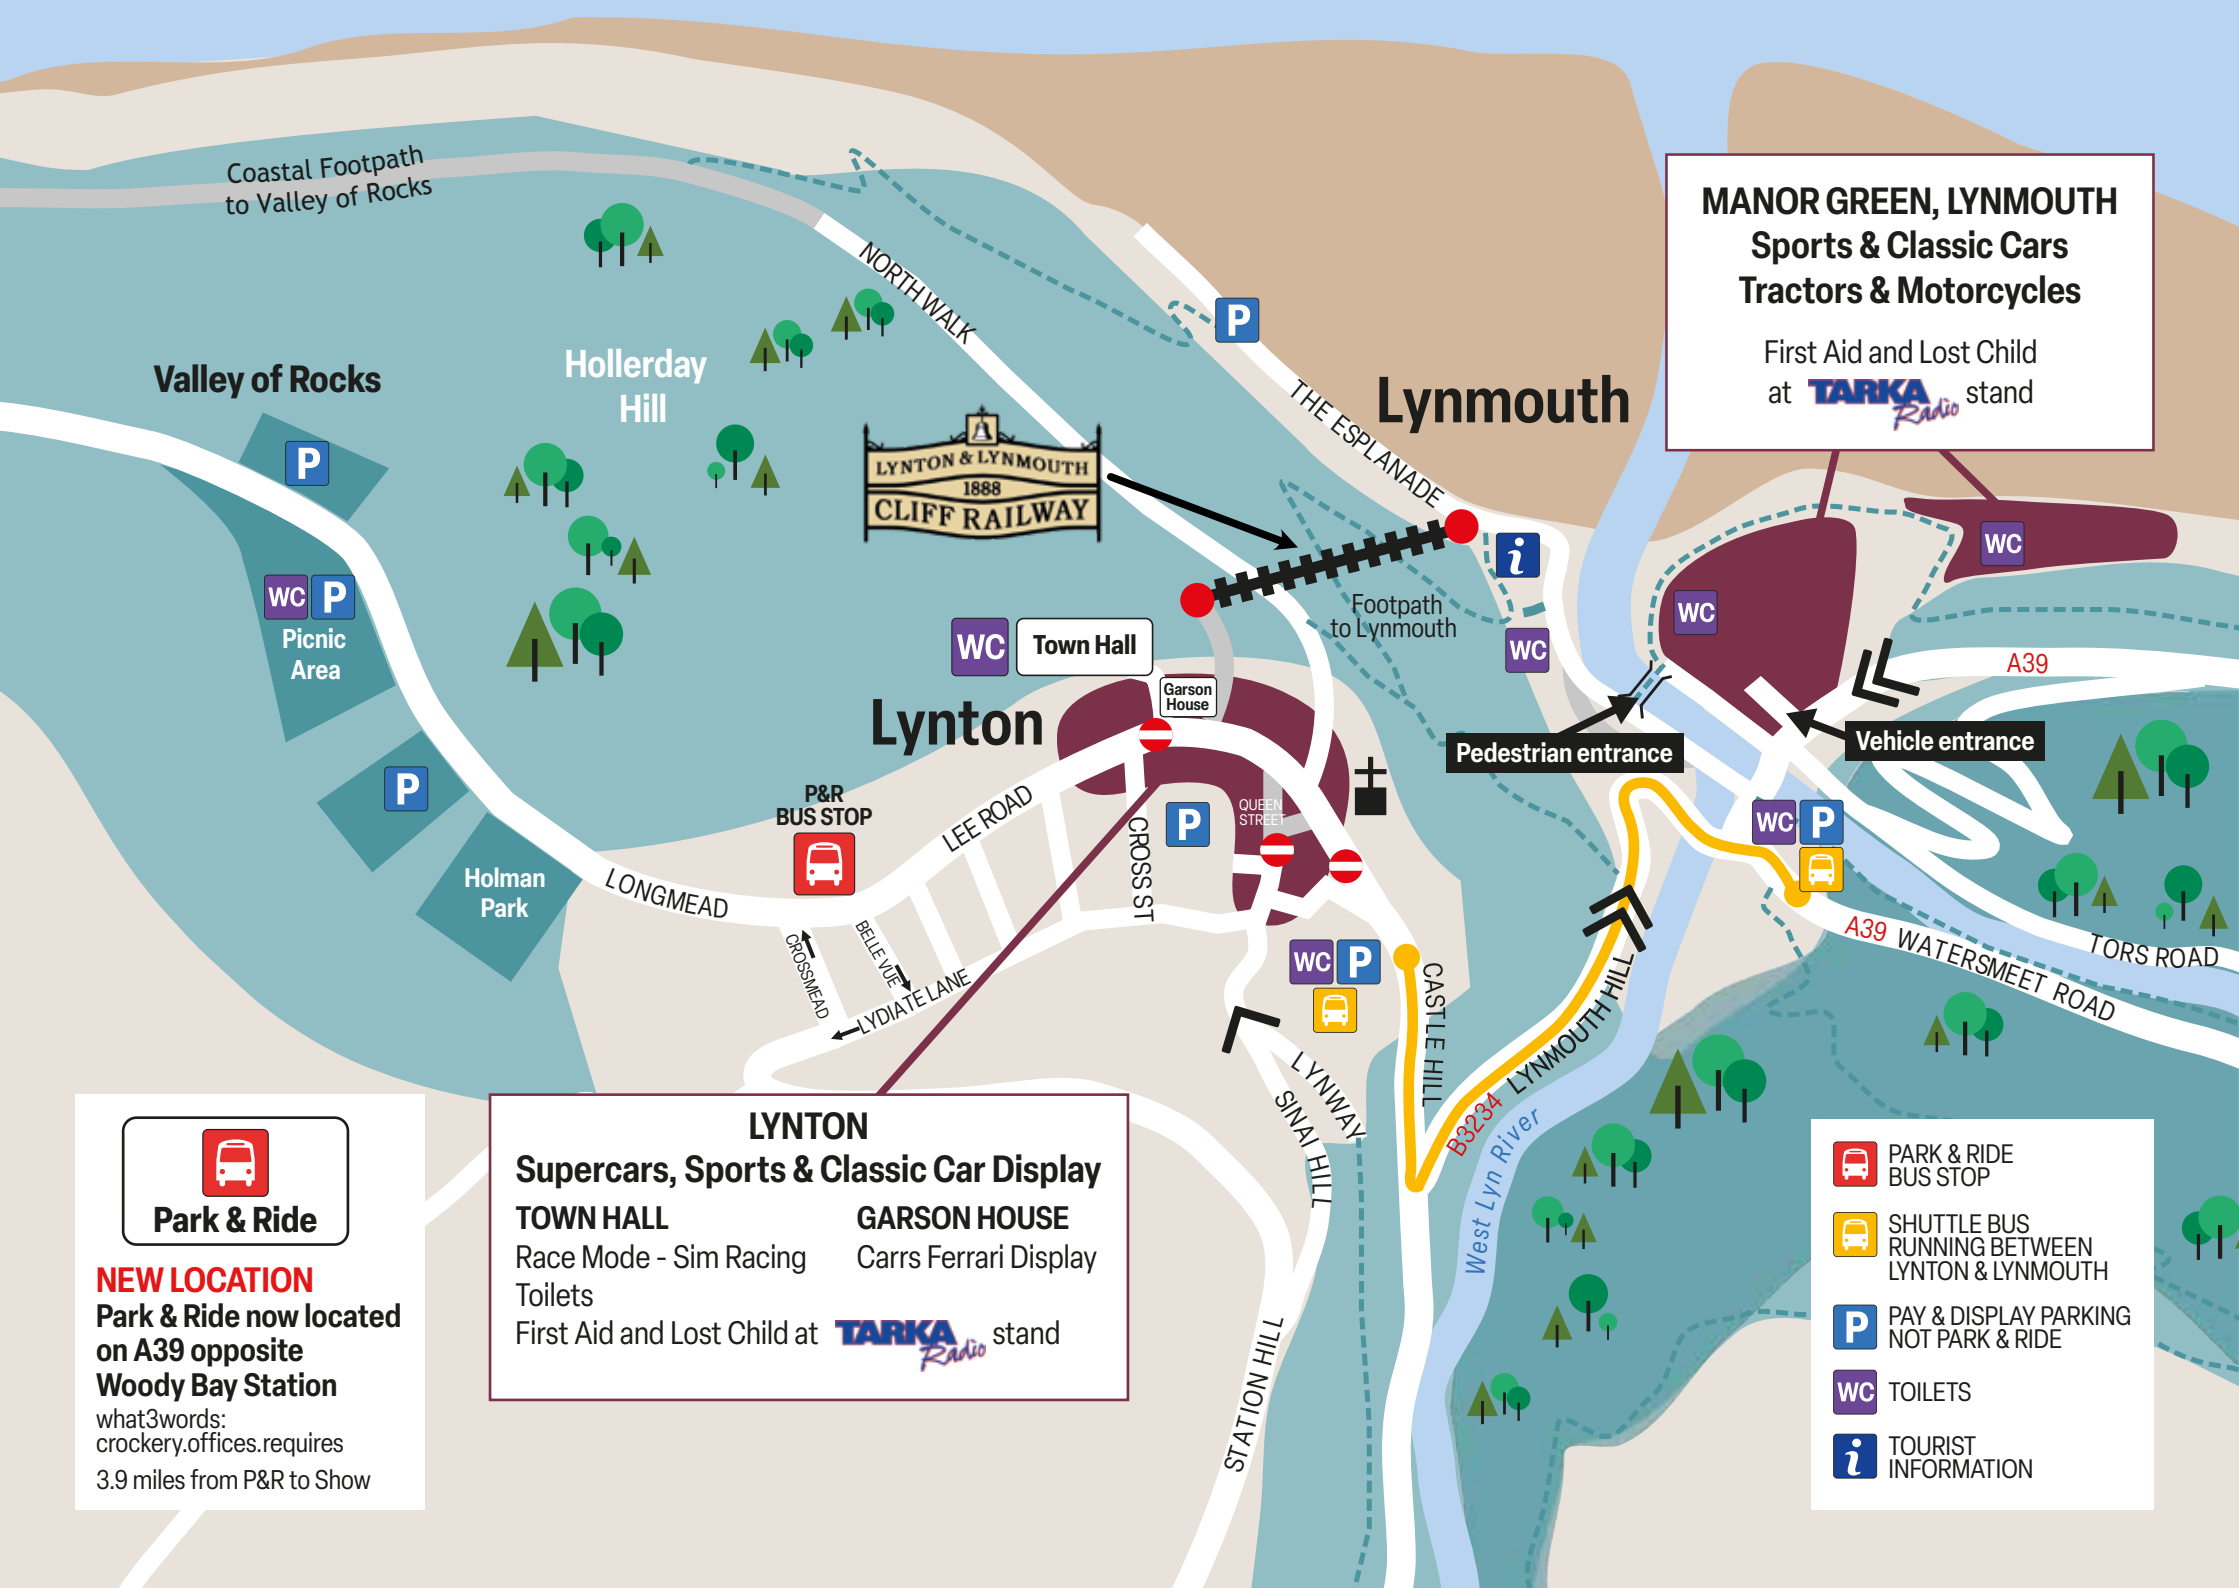 Coastal Footpath
to Valley of Rocks
NORTH WALK
MANOR GREEN, LYNMOUTH
Sports & Classic Cars
Tractors & Motorcycles
First Aid and Lost Child
at TARKA Radio stand
P
Valley of Rocks
Hollerday
Hill
Lynmouth
THE ESPLANADE
LYNTON & LYNMOUTH
1888
CLIFF RAILWAY
P
WC P
Picnic
Area
i
WC
WC
WC
Footpath
to Lynmouth
WC
Town Hall
Garson
House
Lynton
A39
Pedestrian entrance
Vehicle entrance
P
P&R
BUS STOP
LEE ROAD
CROSS ST
P
QUEEN
STREET
WC P
Holman
Park
LONGMEAD
CROSSMEAD
BELLE VUE
LYDIATE LANE
WC P
CASTLE HILL
A39 WATERSMEET ROAD
TORS ROAD
B3234 LYNMOUTH HILL
LYNWAY
SINAI HILL
West Lyn River
STATION HILL
Park & Ride
NEW LOCATION
Park & Ride now located
on A39 opposite
Woody Bay Station
what3words:
crockery.offices.requires
3.9 miles from P&R to Show
LYNTON
Supercars, Sports & Classic Car Display
TOWN HALL
Race Mode - Sim Racing
Toilets
GARSON HOUSE
Carrs Ferrari Display
First Aid and Lost Child at TARKA Radio stand
PARK & RIDE
BUS STOP
SHUTTLE BUS
RUNNING BETWEEN
LYNTON & LYNMOUTH
P PAY & DISPLAY PARKING
NOT PARK & RIDE
WC TOILETS
i TOURIST
INFORMATION